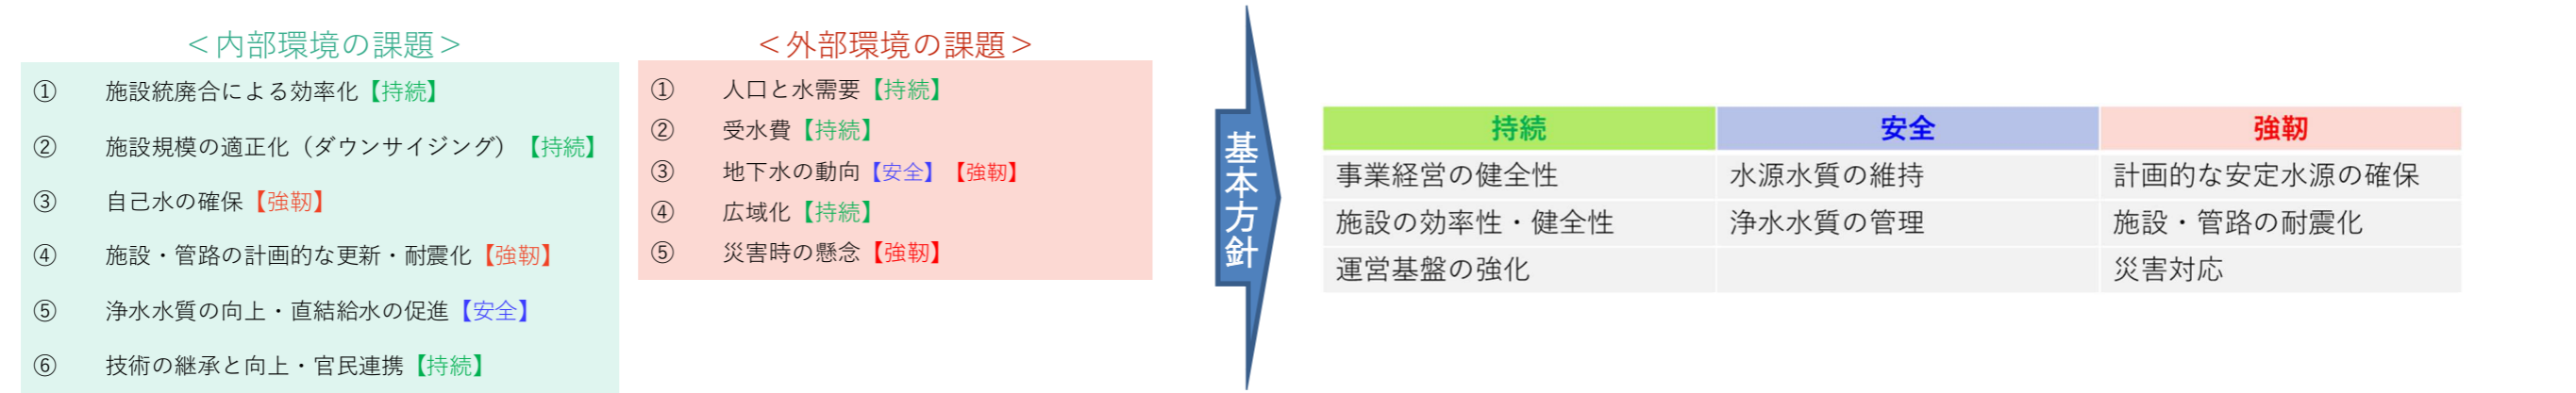 ＜内部環境の課題＞
① 施設統廃合による効率化【持続】
② 施設規模の適正化（ダウンサイジング）【持続】
③ 自己水の確保【強靭】
④ 施設・管路の計画的な更新・耐震化【強靭】
⑤ 浄水水質の向上・直結給水の促進【安全】
⑥ 技術の継承と向上・官民連携【持続】
＜外部環境の課題＞
① 人口と水需要【持続】
② 受水費【持続】
③ 地下水の動向【安全】【強靭】
④ 広域化【持続】
⑤ 災害時の懸念【強靭】
基本方針
持続 安全 強靭
事業経営の健全性 水源水質の維持 計画的な安定水源の確保
施設の効率性・健全性 浄水水質の管理 施設・管路の耐震化
運営基盤の強化 災害対応